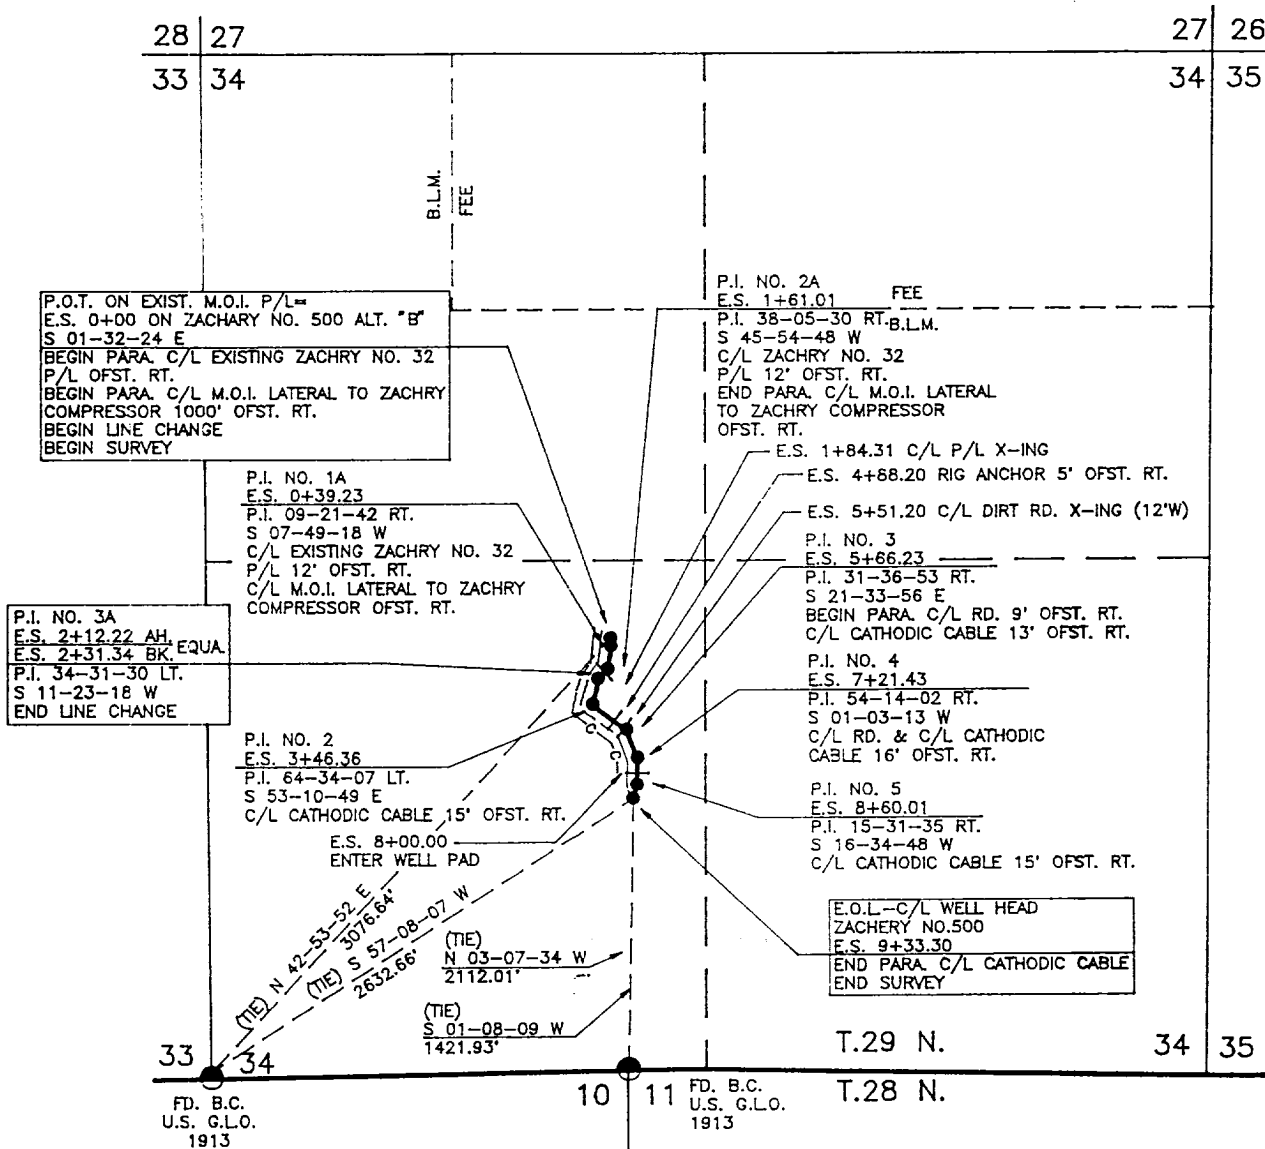 28 27
27 26
33 34
34 35
B.L.M.
FEE
P.O.T. ON EXIST. M.O.I. P/L=
E.S. 0+00 ON ZACHARY NO. 500 ALT. "B"
S 01-32-24 E
BEGIN PARA. C/L EXISTING ZACHRY NO. 32
P/L OFST. RT.
BEGIN PARA. C/L M.O.I. LATERAL TO ZACHRY
COMPRESSOR 1000' OFST. RT.
BEGIN LINE CHANGE
BEGIN SURVEY
P.I. NO. 2A
E.S. 1+61.01
P.I. 38-05-30 RT.
S 45-54-48 W
C/L ZACHRY NO. 32
P/L 12' OFST. RT.
END PARA. C/L M.O.I. LATERAL
TO ZACHRY COMPRESSOR
OFST. RT.
FEE
B.L.M.
E.S. 1+84.31 C/L P/L X-ING
E.S. 4+88.20 RIG ANCHOR 5' OFST. RT.
E.S. 5+51.20 C/L DIRT RD. X-ING (12'W)
P.I. NO. 1A
E.S. 0+39.23
P.I. 09-21-42 RT.
S 07-49-18 W
C/L EXISTING ZACHRY NO. 32
P/L 12' OFST. RT.
C/L M.O.I. LATERAL TO ZACHRY
COMPRESSOR OFST. RT.
P.I. NO. 3
E.S. 5+66.23
P.I. 31-36-53 RT.
S 21-33-56 E
BEGIN PARA. C/L RD. 9' OFST. RT.
C/L CATHODIC CABLE 13' OFST. RT.
P.I. NO. 3A
E.S. 2+12.22 AH.
E.S. 2+31.34 BK.
EQUA.
P.I. 34-31-30 LT.
S 11-23-18 W
END LINE CHANGE
P.I. NO. 4
E.S. 7+21.43
P.I. 54-14-02 RT.
S 01-03-13 W
C/L RD. & C/L CATHODIC
CABLE 16' OFST. RT.
P.I. NO. 2
E.S. 3+46.36
P.I. 64-34-07 LT.
S 53-10-49 E
C/L CATHODIC CABLE 15' OFST. RT.
C
C
E.S. 8+00.00
ENTER WELL PAD
P.I. NO. 5
E.S. 8+60.01
P.I. 15-31-35 RT.
S 16-34-48 W
C/L CATHODIC CABLE 15' OFST. RT.
E.O.L.-C/L WELL HEAD
ZACHERY NO.500
E.S. 9+33.30
END PARA. C/L CATHODIC CABLE
END SURVEY
(TIE) N 42-53-52 E
3076.64'
(TIE) S 57-08-07 W
2632.66'
(TIE)
N 03-07-34 W
2112.01'
(TIE)
S 01-08-09 W
1421.93'
33 34
T.29 N.
34 35
10 11
T.28 N.
FD. B.C.
U.S. G.L.O.
1913
FD. B.C.
U.S. G.L.O.
1913